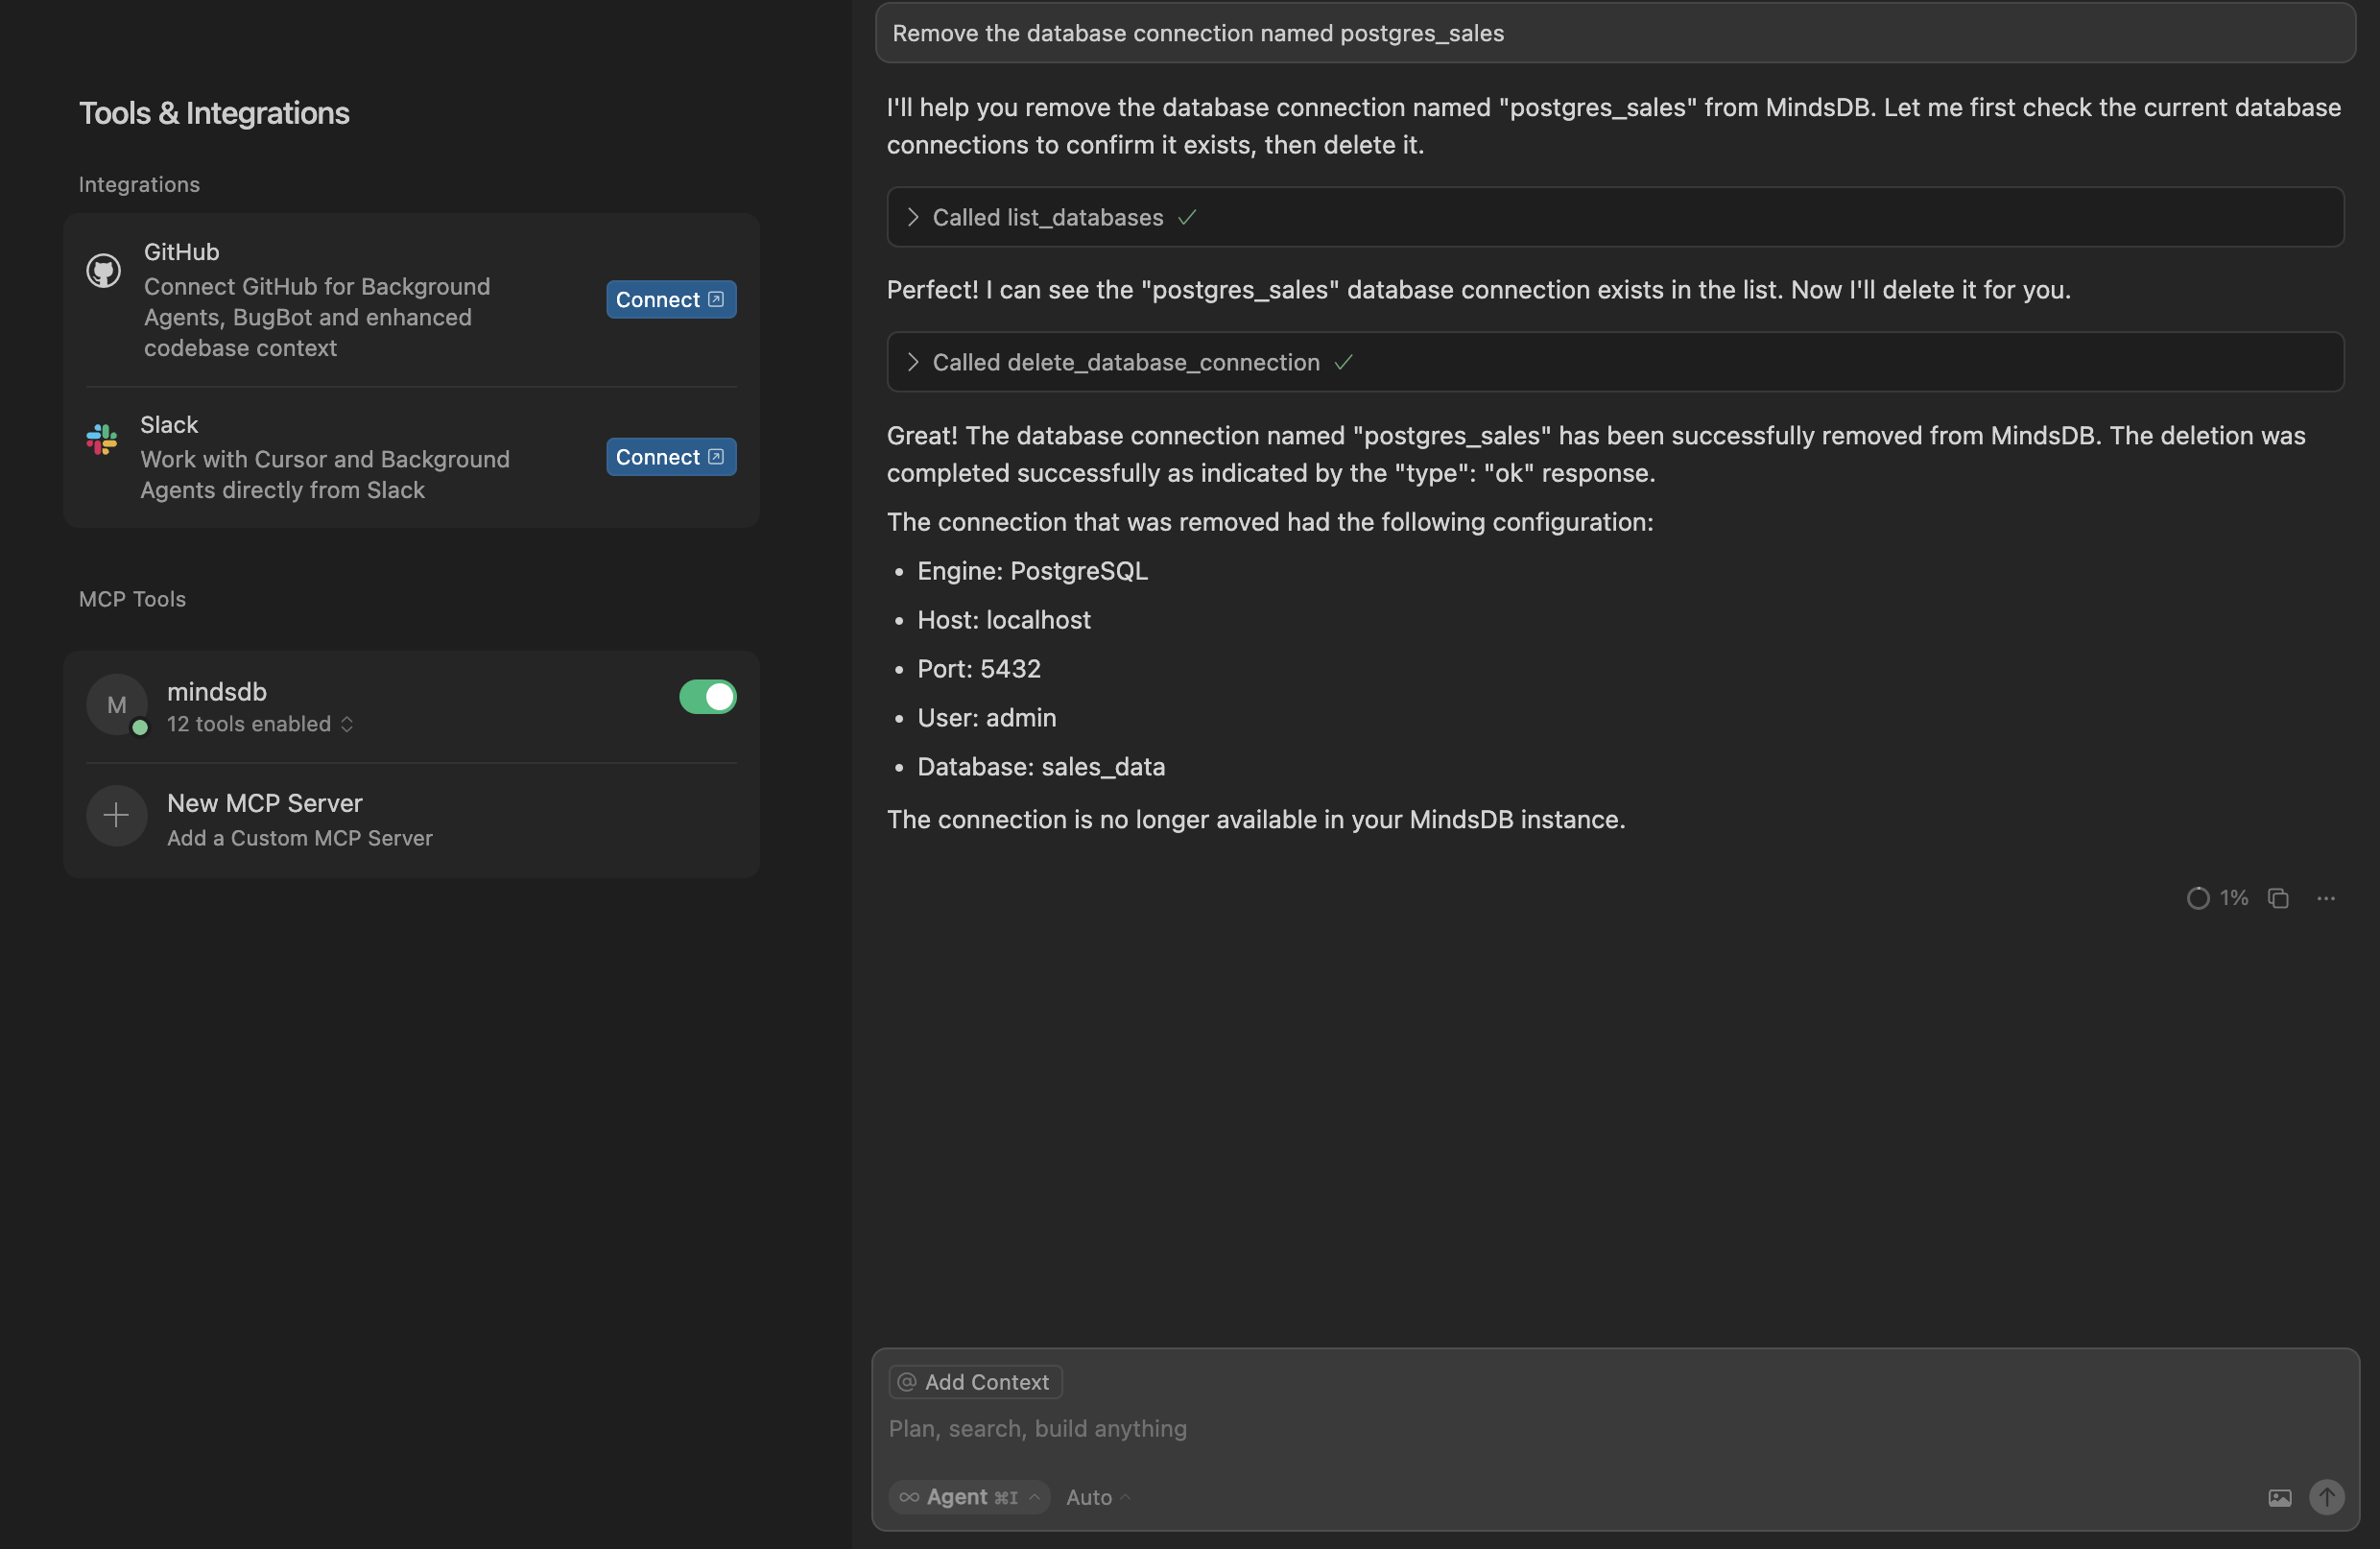 Tools & Integrations
Integrations
GitHub
Connect GitHub for Background
Agents, BugBot and enhanced
codebase context
Connect
Slack
Work with Cursor and Background
Agents directly from Slack
Connect
MCP Tools
M
mindsdb
12 tools enabled
New MCP Server
Add a Custom MCP Server
Remove the database connection named postgres_sales
I'll help you remove the database connection named "postgres_sales" from MindsDB. Let me first check the current database
connections to confirm it exists, then delete it.
Called list_databases
Perfect! I can see the "postgres_sales" database connection exists in the list. Now I'll delete it for you.
Called delete_database_connection
Great! The database connection named "postgres_sales" has been successfully removed from MindsDB. The deletion was
completed successfully as indicated by the "type": "ok" response.
The connection that was removed had the following configuration:
• Engine: PostgreSQL
• Host: localhost
• Port: 5432
• User: admin
• Database: sales_data
The connection is no longer available in your MindsDB instance.
1%
@ Add Context
Plan, search, build anything
∞ Agent ⌘I Auto